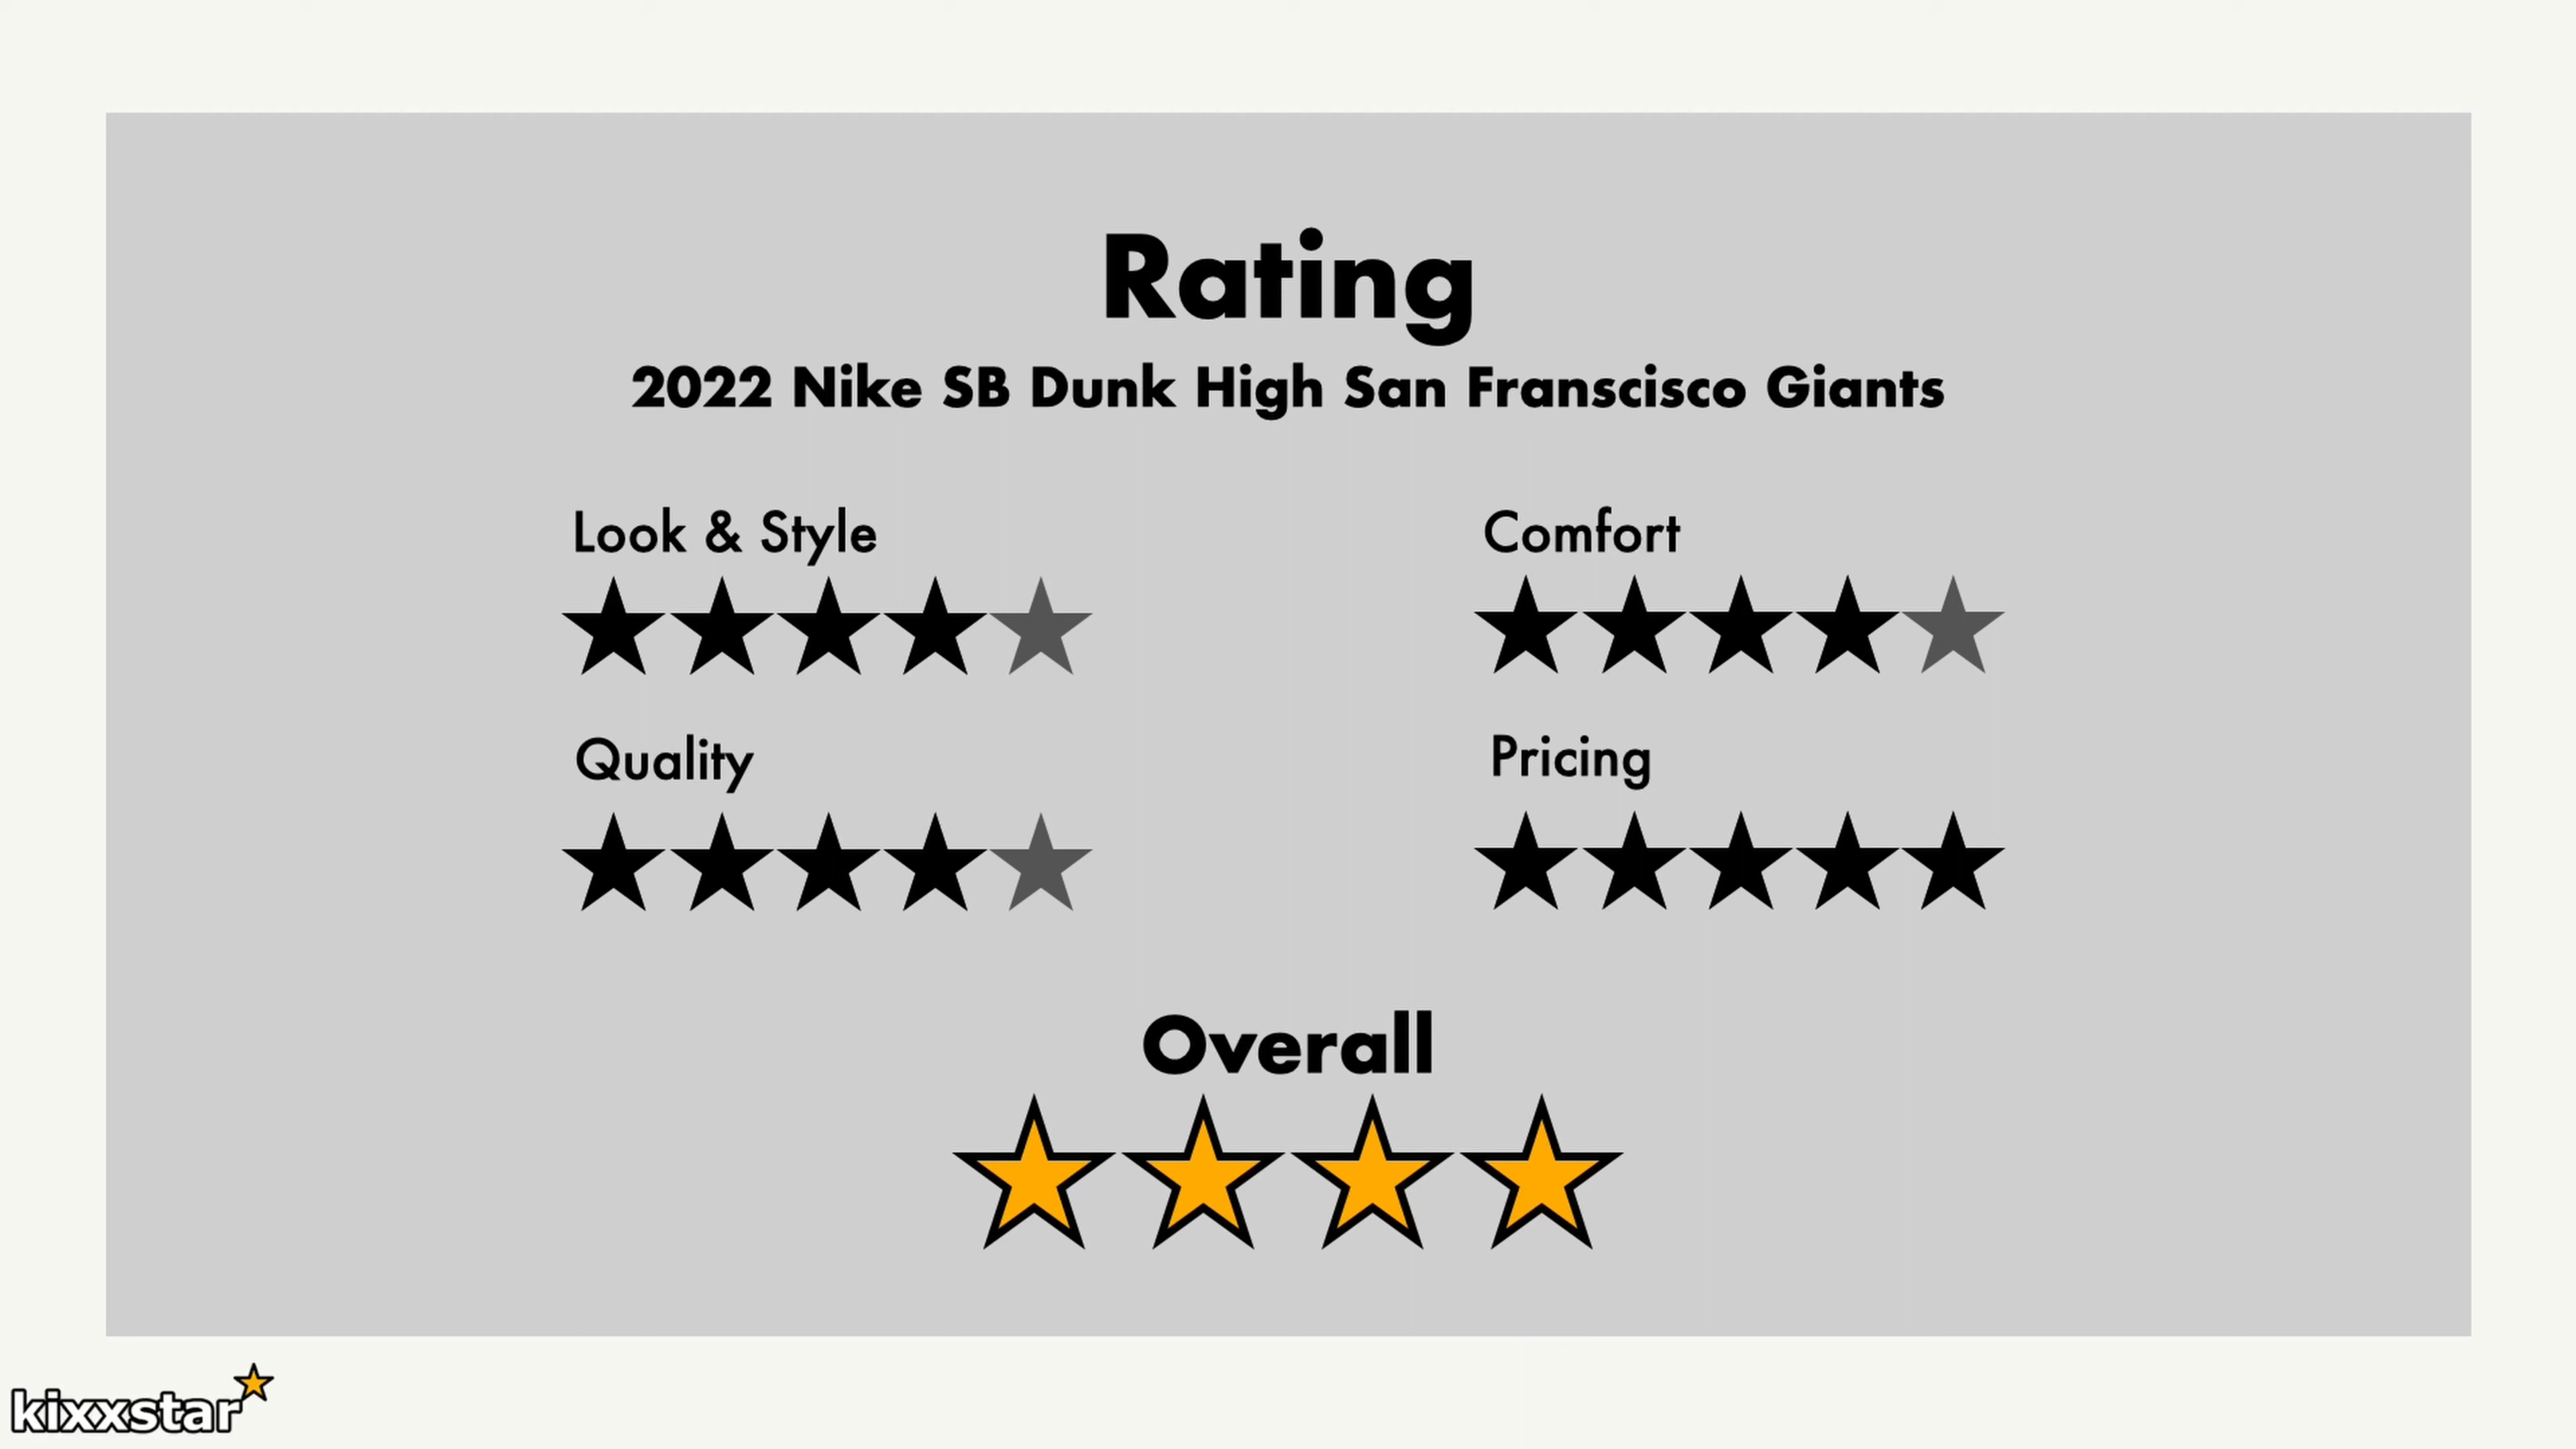 Rating
2022 Nike SB Dunk High San Franscisco Giants
Look & Style
Comfort
Quality
Pricing
Overall
kixxstar